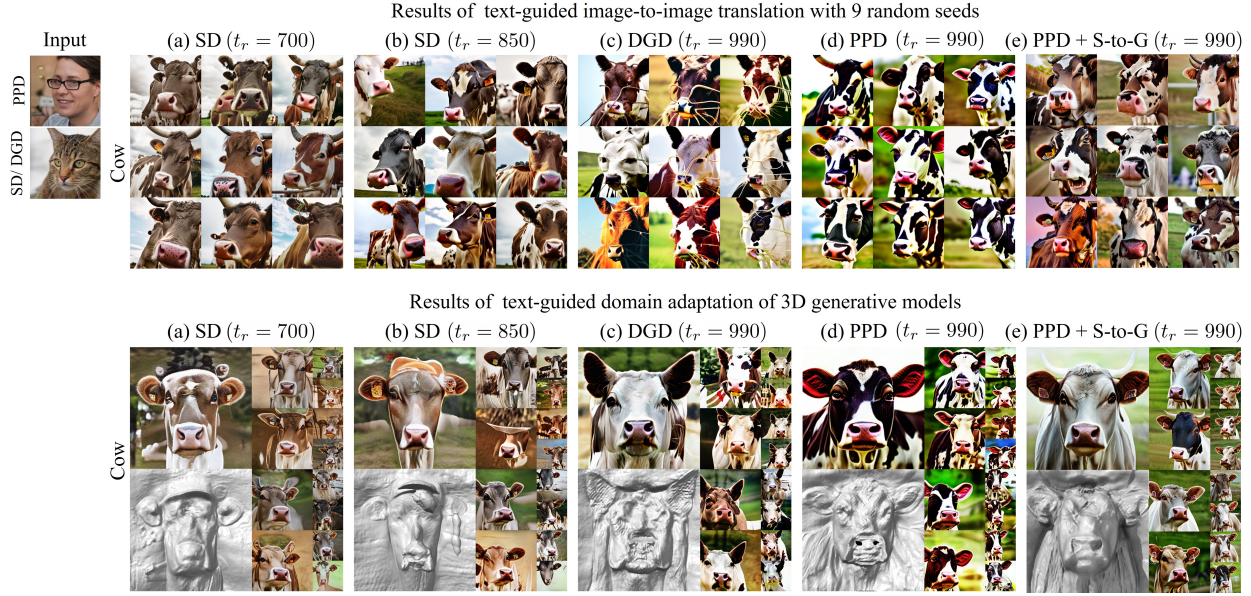 Results of text-guided image-to-image translation with 9 random seeds
Input
(a) SD (t_r = 700)
(b) SD (t_r = 850)
(c) DGD (t_r = 990)
(d) PPD (t_r = 990)
(e) PPD + S-to-G (t_r = 990)
PPD
SD/ DGD
Cow
Results of text-guided domain adaptation of 3D generative models
(a) SD (t_r = 700)
(b) SD (t_r = 850)
(c) DGD (t_r = 990)
(d) PPD (t_r = 990)
(e) PPD + S-to-G (t_r = 990)
Cow